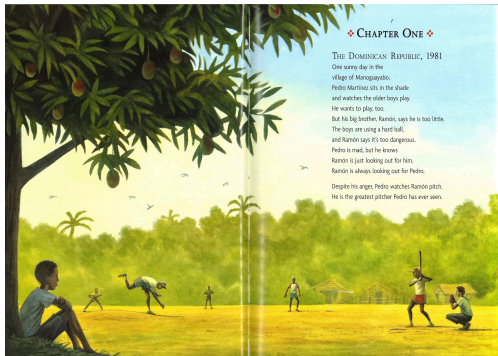 CHAPTER ONE
THE DOMINICAN REPUBLIC, 1981
One sunny day in the
village of Manoguayabo,
Pedro Martínez sits in the shade
and watches the older boys play.
He wants to play, too.
But his big brother, Ramón, says he is too little.
The boys are using a hard ball,
and Ramón says it's too dangerous.
Pedro is mad, but he knows
Ramón is just looking out for him.
Ramón is always looking out for Pedro.
Despite his anger, Pedro watches Ramón pitch.
He is the greatest pitcher Pedro has ever seen.